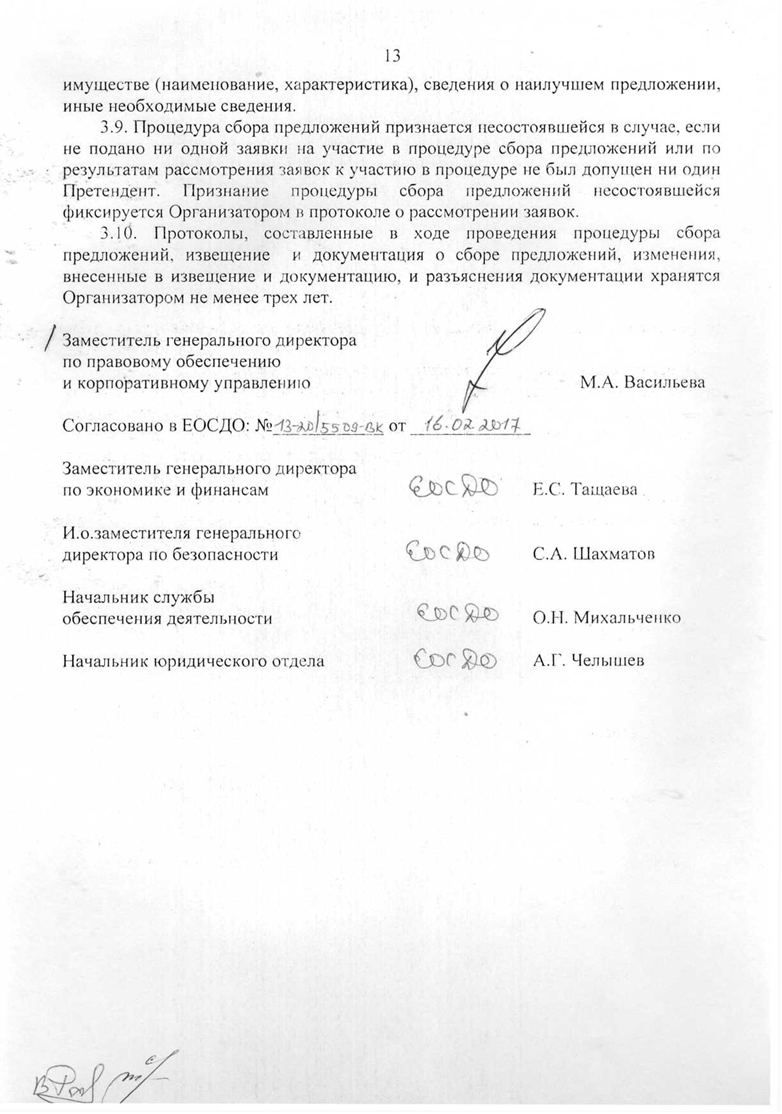 13
имуществе (наименование, характеристика), сведения о наилучшем предложении,
иные необходимые сведения.
3.9. Процедура сбора предложений признается несостоявшейся в случае, если
не подано ни одной заявки на участие в процедуре сбора предложений или по
результатам рассмотрения заявок к участию в процедуре не был допущен ни один
Претендент. Признание процедуры сбора предложений несостоявшейся
фиксируется Организатором в протоколе о рассмотрении заявок.
3.10. Протоколы, составленные в ходе проведения процедуры сбора
предложений, извещение и документация о сборе предложений, изменения,
внесенные в извещение и документацию, и разъяснения документации хранятся
Организатором не менее трех лет.
Заместитель генерального директора
по правовому обеспечению
и корпоративному управлению М.А. Васильева
Согласовано в ЕОСДО: №13-20/5509-ВК от 16.02.2017
Заместитель генерального директора
по экономике и финансам ЕОСДО Е.С. Тащаева
И.о.заместителя генерального
директора по безопасности ЕОСДО С.А. Шахматов
Начальник службы
обеспечения деятельности ЕОСДО О.Н. Михальченко
Начальник юридического отдела ЕОСДО А.Г. Челышев